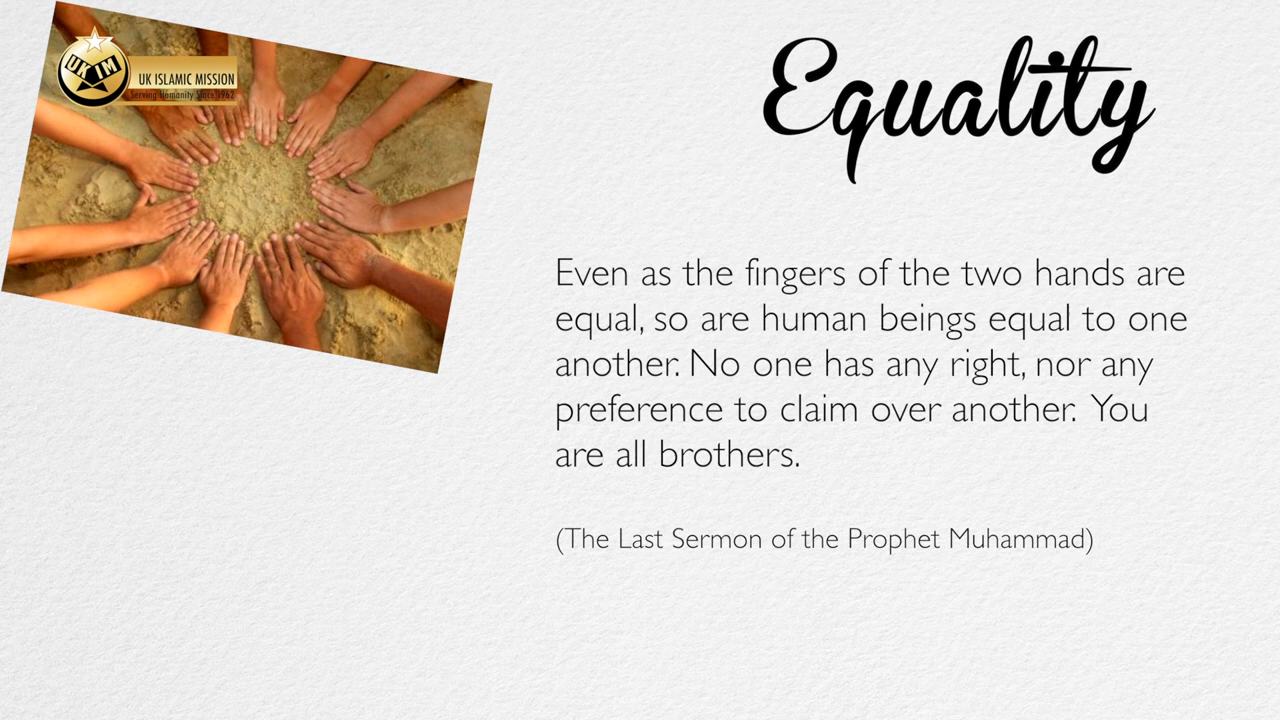 UKIM
UK ISLAMIC MISSION
Serving Humanity Since 1962
Equality
Even as the fingers of the two hands are
equal, so are human beings equal to one
another. No one has any right, nor any
preference to claim over another. You
are all brothers.
(The Last Sermon of the Prophet Muhammad)